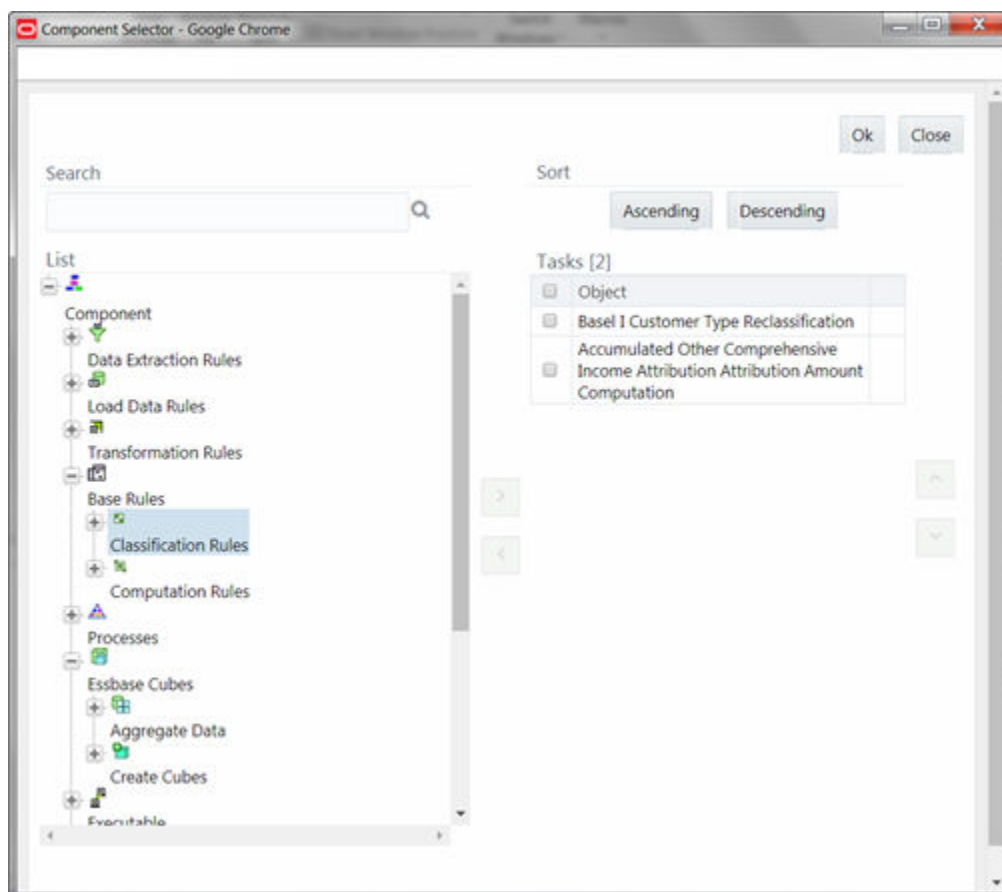 Component Selector - Google Chrome
Ok
Close
Search
Sort
Ascending
Descending
List
Tasks [2]
Component
Data Extraction Rules
Load Data Rules
Transformation Rules
Base Rules
Classification Rules
Computation Rules
Processes
Essbase Cubes
Aggregate Data
Create Cubes
Executable
Object
Basel I Customer Type Reclassification
Accumulated Other Comprehensive
Income Attribution Attribution Amount
Computation